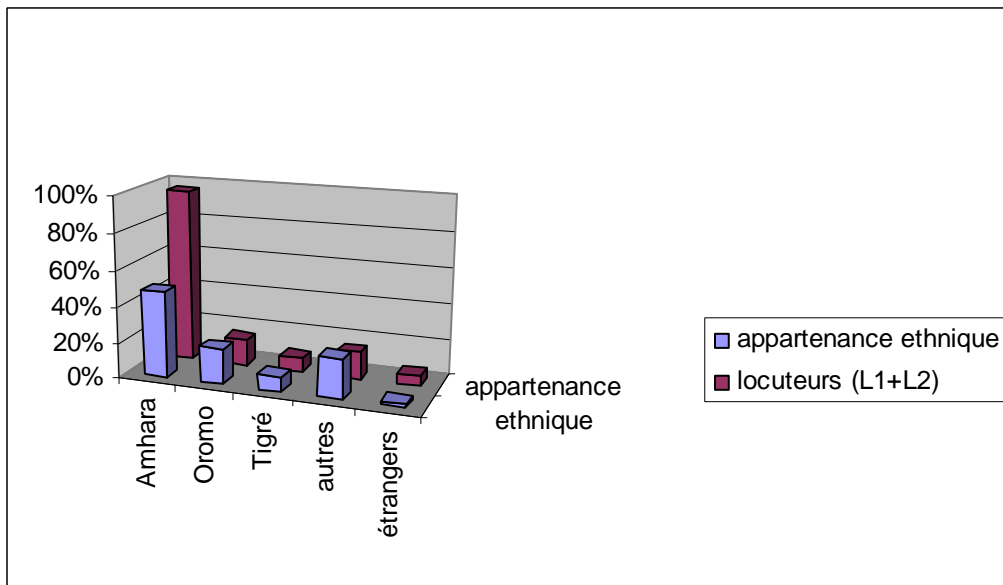 100%
80%
60%
40%
20%
0%
Amhara
Oromo
Tigré
autres
étrangers
appartenance
ethnique
appartenance ethnique
locuteurs (L1+L2)